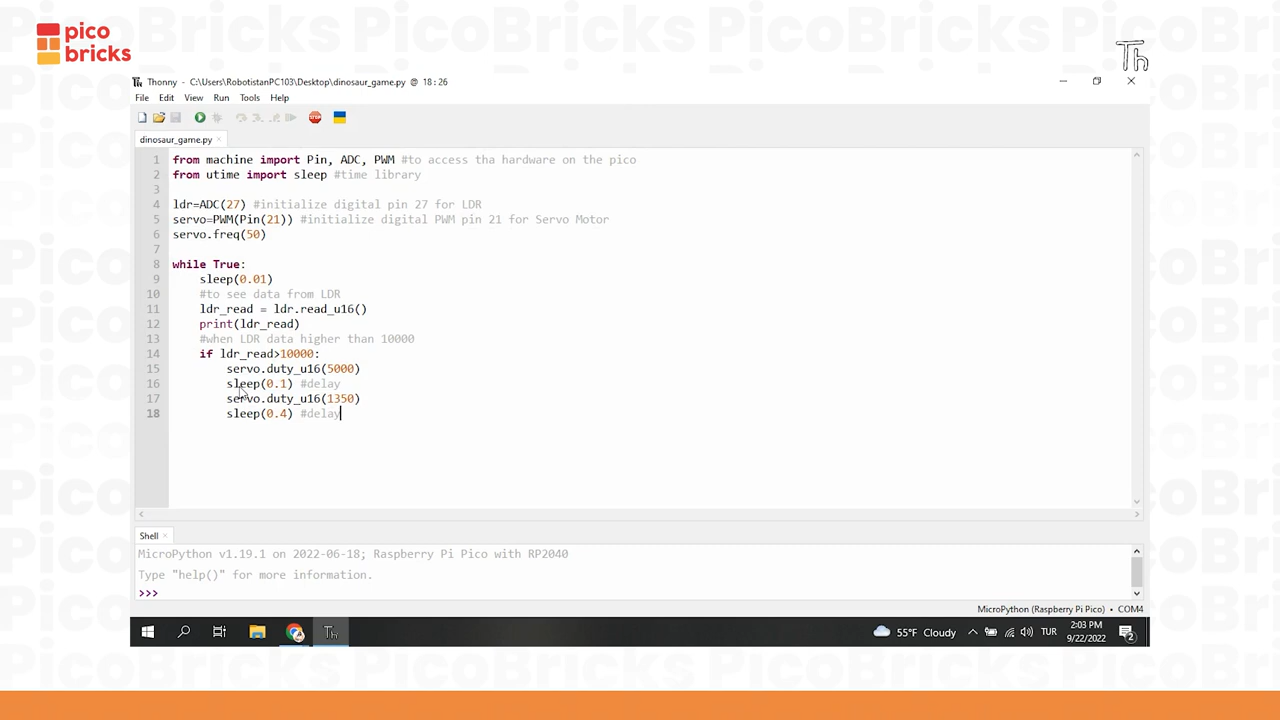 pico
bricks
Th
Thonny - C:\Users\RobotistanPC103\Desktop\dinosaur_game.py @ 18 : 26
File Edit View Run Tools Help
STOP
dinosaur_game.py ×
1 from machine import Pin, ADC, PWM #to access tha hardware on the pico
2 from utime import sleep #time library
3
4 ldr=ADC(27) #initialize digital pin 27 for LDR
5 servo=PWM(Pin(21)) #initialize digital PWM pin 21 for Servo Motor
6 servo.freq(50)
7
8 while True:
9 sleep(0.01)
10 #to see data from LDR
11 ldr_read = ldr.read_u16()
12 print(ldr_read)
13 #when LDR data higher than 10000
14 if ldr_read>10000:
15 servo.duty_u16(5000)
16 sleep(0.1) #delay
17 servo.duty_u16(1350)
18 sleep(0.4) #delay
Shell ×
MicroPython v1.19.1 on 2022-06-18; Raspberry Pi Pico with RP2040
Type "help()" for more information.
>>>
MicroPython (Raspberry Pi Pico) • COM4
Th 55°F Cloudy TUR 2:03 PM
9/22/2022 2